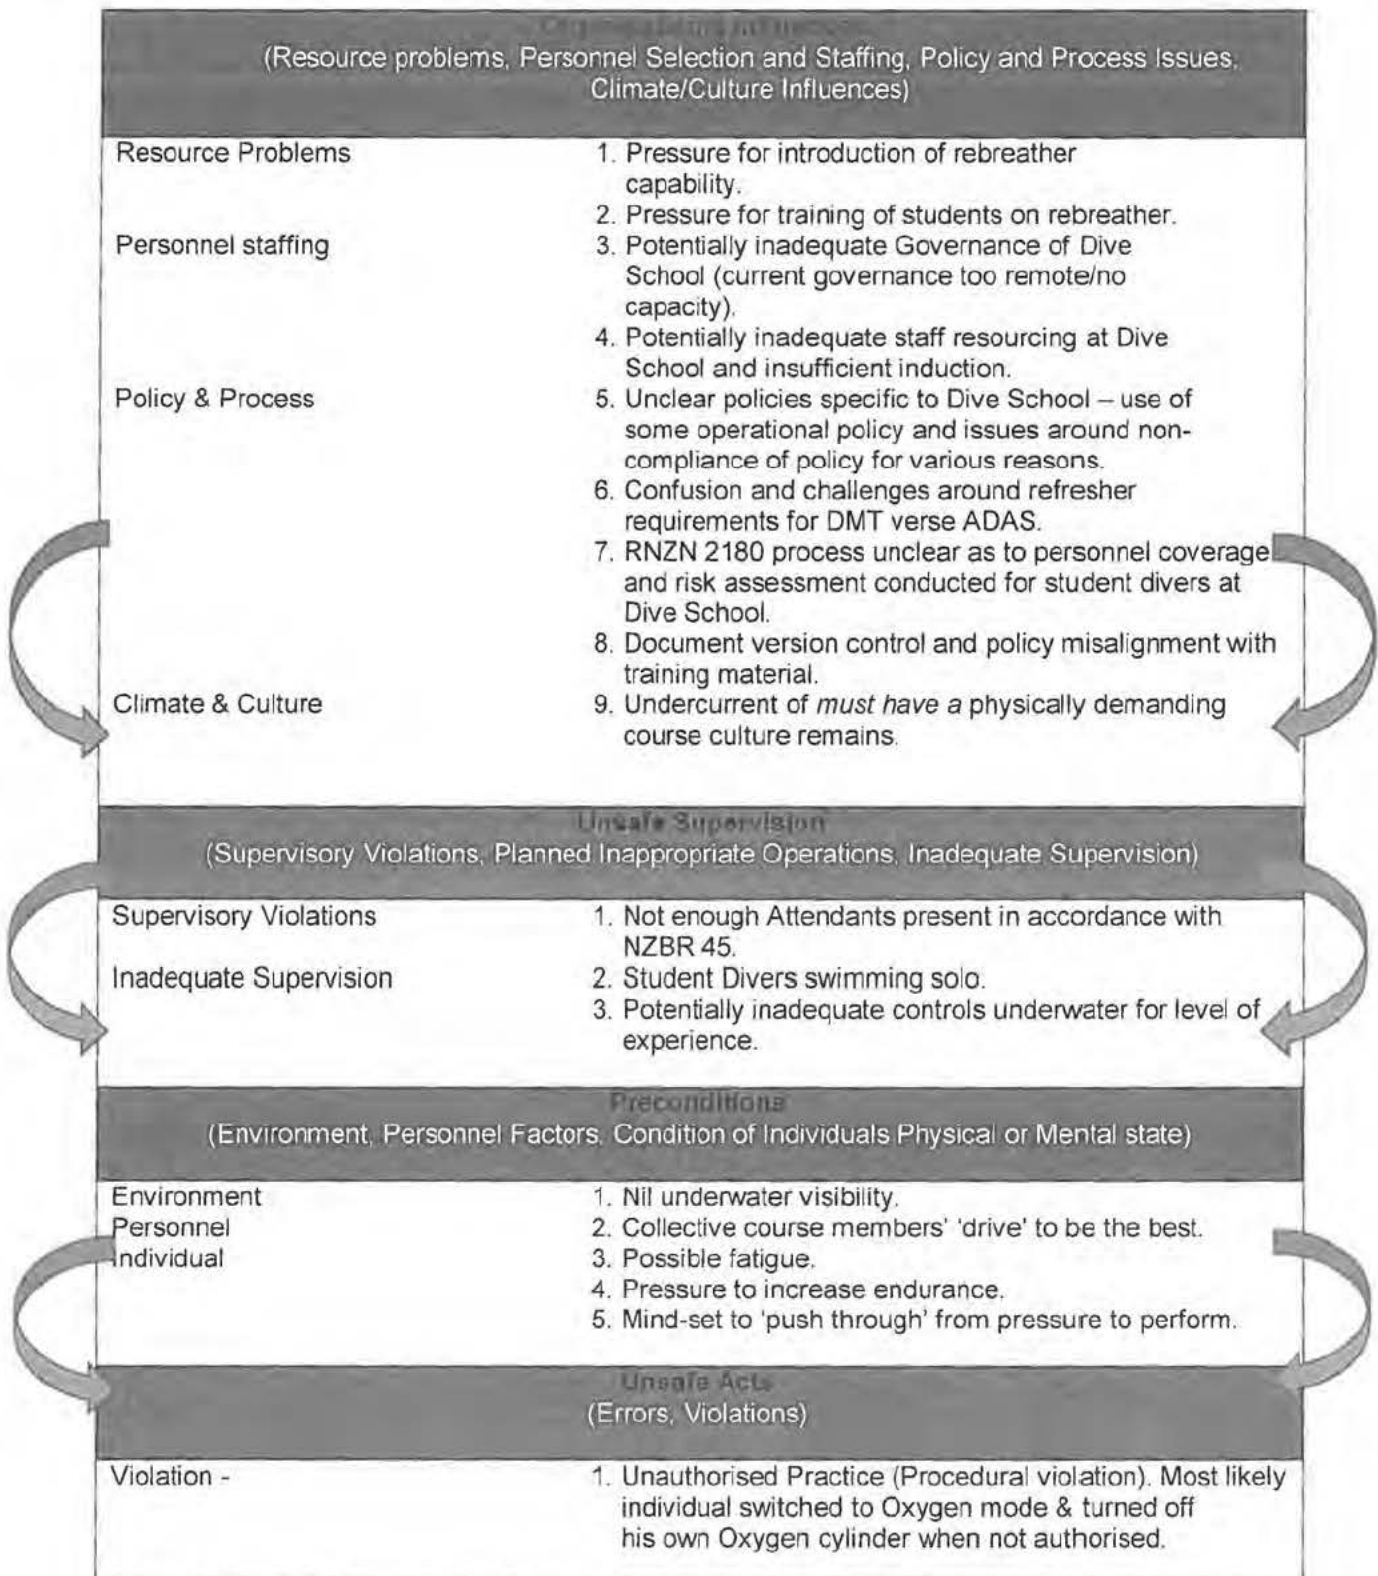 Organisational Influences
(Resource problems, Personnel Selection and Staffing, Policy and Process Issues,
Climate/Culture Influences)
Resource Problems 1. Pressure for introduction of rebreather
capability.
2. Pressure for training of students on rebreather.
Personnel staffing 3. Potentially inadequate Governance of Dive
School (current governance too remote/no
capacity).
4. Potentially inadequate staff resourcing at Dive
School and insufficient induction.
Policy & Process 5. Unclear policies specific to Dive School – use of
some operational policy and issues around non-
compliance of policy for various reasons.
6. Confusion and challenges around refresher
requirements for DMT verse ADAS.
7. RNZN 2180 process unclear as to personnel coverage
and risk assessment conducted for student divers at
Dive School.
8. Document version control and policy misalignment with
training material.
Climate & Culture 9. Undercurrent of must have a physically demanding
course culture remains.
Unsafe Supervision
(Supervisory Violations, Planned Inappropriate Operations, Inadequate Supervision)
Supervisory Violations 1. Not enough Attendants present in accordance with
NZBR 45.
Inadequate Supervision 2. Student Divers swimming solo.
3. Potentially inadequate controls underwater for level of
experience.
Preconditions
(Environment, Personnel Factors, Condition of Individuals Physical or Mental state)
Environment 1. Nil underwater visibility.
Personnel 2. Collective course members' 'drive' to be the best.
Individual 3. Possible fatigue.
4. Pressure to increase endurance.
5. Mind-set to 'push through' from pressure to perform.
Unsafe Acts
(Errors, Violations)
Violation - 1. Unauthorised Practice (Procedural violation). Most likely
individual switched to Oxygen mode & turned off
his own Oxygen cylinder when not authorised.